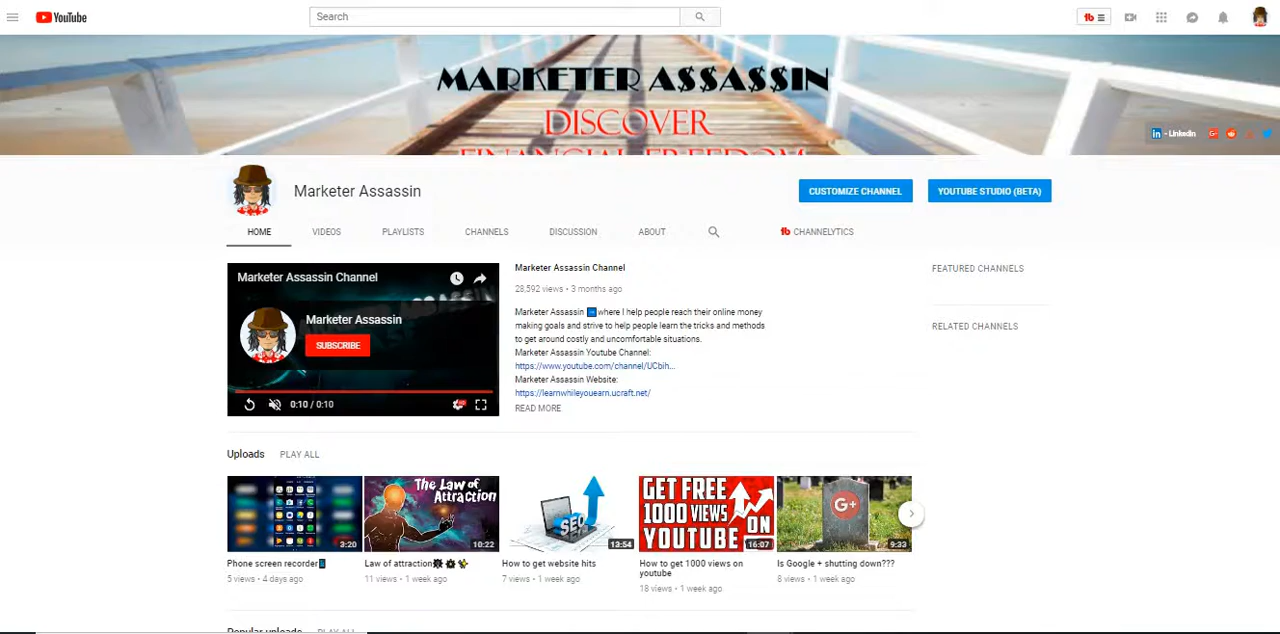 YouTube
Search
MARKETER A$$A$$IN
DISCOVER
FINANCIAL FREEDOM
- Linkedin
Marketer Assassin
CUSTOMIZE CHANNEL
YOUTUBE STUDIO (BETA)
HOME
VIDEOS
PLAYLISTS
CHANNELS
DISCUSSION
ABOUT
CHANNELYTICS
Marketer Assassin Channel
Marketer Assassin
SUBSCRIBE
0:10 / 0:10
Marketer Assassin Channel
28,592 views • 3 months ago
Marketer Assassin where I help people reach their online money
making goals and strive to help people learn the tricks and methods
to get around costly and uncomfortable situations.
Marketer Assassin Youtube Channel:
https://www.youtube.com/channel/UCbih...
Marketer Assassin Website:
https://learnwhileyouearn.ucraft.net/
READ MORE
FEATURED CHANNELS
RELATED CHANNELS
Uploads
PLAY ALL
3:20
Phone screen recorder
5 views • 4 days ago
The Law of
Attraction
10:22
Law of attraction
11 views • 1 week ago
SEO
13:54
How to get website hits
7 views • 1 week ago
GET FREE
1000 VIEWS
ON
YOUTUBE
16:07
How to get 1000 views on
youtube
18 views • 1 week ago
G+
9:33
Is Google + shutting down???
8 views • 1 week ago
Popular uploads
PLAY ALL